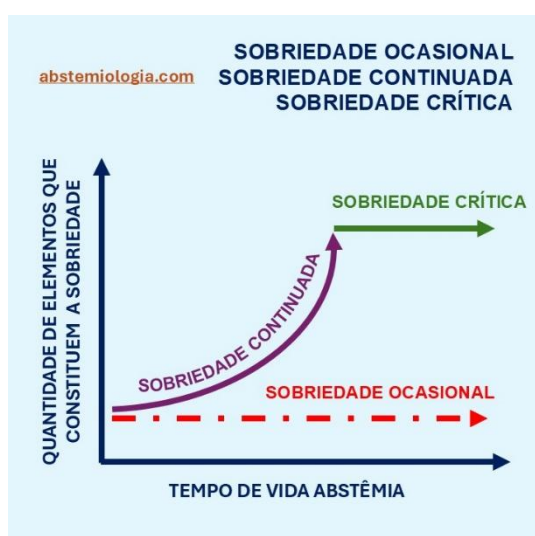 SOBRIEDADE OCASIONAL
abstemiologia.com
SOBRIEDADE CONTINUADA
SOBRIEDADE CRÍTICA
QUANTIDADE DE ELEMENTOS QUE
CONSTITUEM A SOBRIEDADE
SOBRIEDADE CRÍTICA
SOBRIEDADE CONTINUADA
SOBRIEDADE OCASIONAL
TEMPO DE VIDA ABSTÊMIA